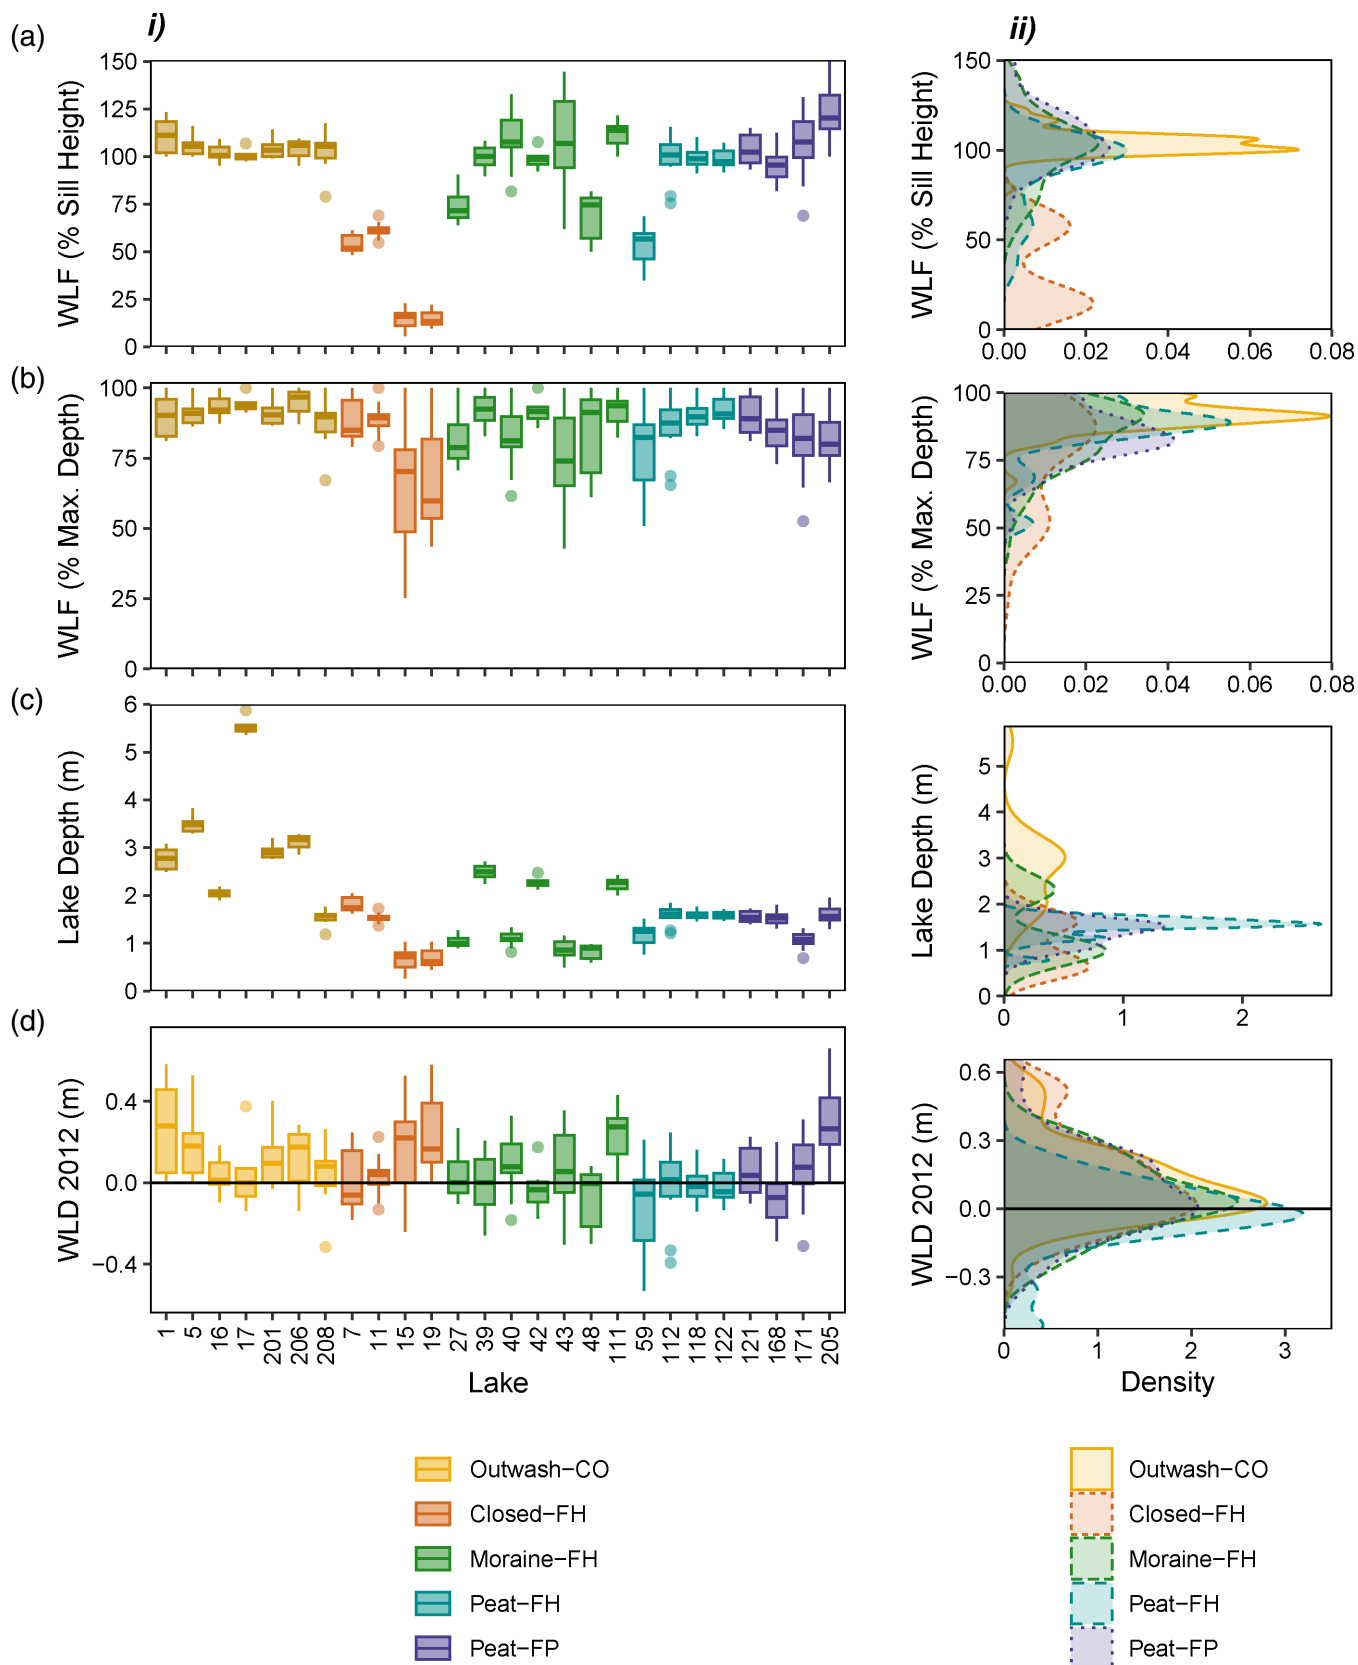 i)
ii)
(a)
WLF (% Sill Height)
150
125
100
75
50
25
0
WLF (% Sill Height)
150
100
50
0
0.00 0.02 0.04 0.06 0.08
(b)
WLF (% Max. Depth)
100
75
50
25
0
WLF (% Max. Depth)
100
75
50
25
0
0.00 0.02 0.04 0.06 0.08
(c)
Lake Depth (m)
6
5
4
3
2
1
0
Lake Depth (m)
5
4
3
2
1
0
0 1 2
(d)
WLD 2012 (m)
0.4
0.0
−0.4
1 5 16 17 201 206 208 7 11 15 19 27 39 40 42 43 48 111 59 112 118 122 121 168 171 205
Lake
WLD 2012 (m)
0.6
0.3
0.0
−0.3
0 1 2 3
Density
Outwash−CO
Closed−FH
Moraine−FH
Peat−FH
Peat−FP
Outwash−CO
Closed−FH
Moraine−FH
Peat−FH
Peat−FP